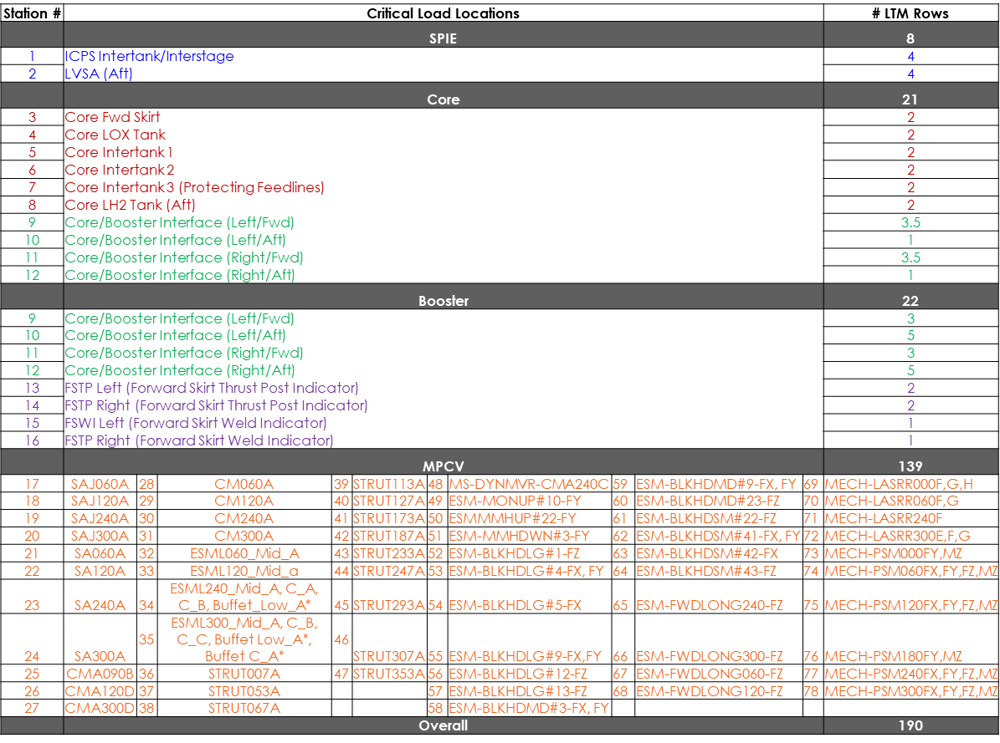 Station # Critical Load Locations # LTM Rows
SPIE 8
1 ICPS Intertank/Interstage 4
2 LVSA (Aft) 4
Core 21
3 Core Fwd Skirt 2
4 Core LOX Tank 2
5 Core Intertank 1 2
6 Core Intertank 2 2
7 Core Intertank 3 (Protecting Feedlines) 2
8 Core LH2 Tank (Aft) 2
9 Core/Booster Interface (Left/Fwd) 3.5
10 Core/Booster Interface (Left/Aft) 1
11 Core/Booster Interface (Right/Fwd) 3.5
12 Core/Booster Interface (Right/Aft) 1
Booster 22
9 Core/Booster Interface (Left/Fwd) 3
10 Core/Booster Interface (Left/Aft) 5
11 Core/Booster Interface (Right/Fwd) 3
12 Core/Booster Interface (Right/Aft) 5
13 FSTP Left (Forward Skirt Thrust Post Indicator) 2
14 FSTP Right (Forward Skirt Thrust Post Indicator) 2
15 FSWI Left (Forward Skirt Weld Indicator) 1
16 FSTP Right (Forward Skirt Weld Indicator) 1
MPCV 139
17 SAJ060A 28 CM060A 39 STRUT113A 48 MS-DYNMVR-CMA240C 59 ESM-BLKHDMD#9-FX, FY 69 MECH-LASRR000F,G,H
18 SAJ120A 29 CM120A 40 STRUT127A 49 ESM-MONUP#10-FY 60 ESM-BLKHDMD#23-FZ 70 MECH-LASRR060F,G
19 SAJ240A 30 CM240A 41 STRUT173A 50 ESMMMHUP#22-FY 61 ESM-BLKHDSM#22-FZ 71 MECH-LASRR240F
20 SAJ300A 31 CM300A 42 STRUT187A 51 ESM-MMHDWN#3-FY 62 ESM-BLKHDSM#41-FX, FY 72 MECH-LASRR300E,F,G
21 SA060A 32 ESML060_Mid_A 43 STRUT233A 52 ESM-BLKHDLG#1-FZ 63 ESM-BLKHDSM#42-FX 73 MECH-PSM000FY,MZ
22 SA120A 33 ESML120_Mid_a 44 STRUT247A 53 ESM-BLKHDLG#4-FX, FY 64 ESM-BLKHDSM#43-FZ 74 MECH-PSM060FX,FY,FZ,MZ
ESML240_Mid_A, C_A,
23 SA240A 34 C_B, Buffet_Low_A* 45 STRUT293A 54 ESM-BLKHDLG#5-FX 65 ESM-FWDLONG240-FZ 75 MECH-PSM120FX,FY,FZ,MZ
ESML300_Mid_A, C_B,
35 C_C, Buffet Low_A*, 46
24 SA300A Buffet C_A* STRUT307A 55 ESM-BLKHDLG#9-FX,FY 66 ESM-FWDLONG300-FZ 76 MECH-PSM180FY,MZ
25 CMA090B 36 STRUT007A 47 STRUT353A 56 ESM-BLKHDLG#12-FZ 67 ESM-FWDLONG060-FZ 77 MECH-PSM240FX,FY,FZ,MZ
26 CMA120D 37 STRUT053A 57 ESM-BLKHDLG#13-FZ 68 ESM-FWDLONG120-FZ 78 MECH-PSM300FX,FY,FZ,MZ
27 CMA300D 38 STRUT067A 58 ESM-BLKHDMD#3-FX, FY
Overall 190